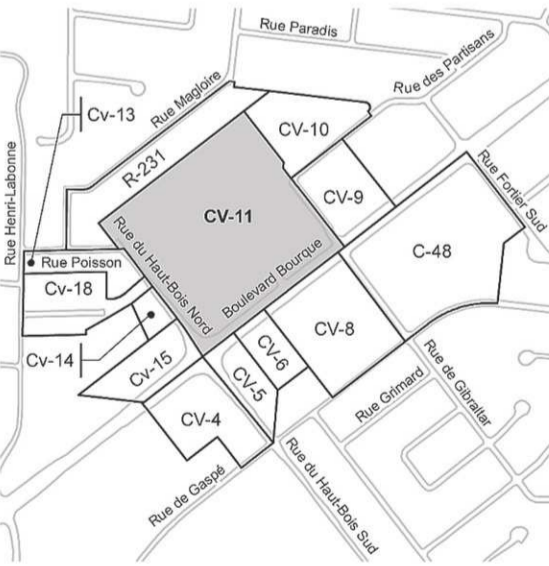 Rue Paradis
Rue des Partisans
Rue Magloire
Cv-13
CV-10
R-231
CV-9
Rue Fortier Sud
Rue Henri-Labonne
CV-11
C-48
Rue du Haut-Bois Nord
Boulevard Bourque
Rue Poisson
Cv-18
CV-8
Cv-14
Cv-15
CV-6
CV-5
CV-4
Rue de Gibraltar
Rue Grimard
Rue de Gaspé
Rue du Haut-Bois Sud